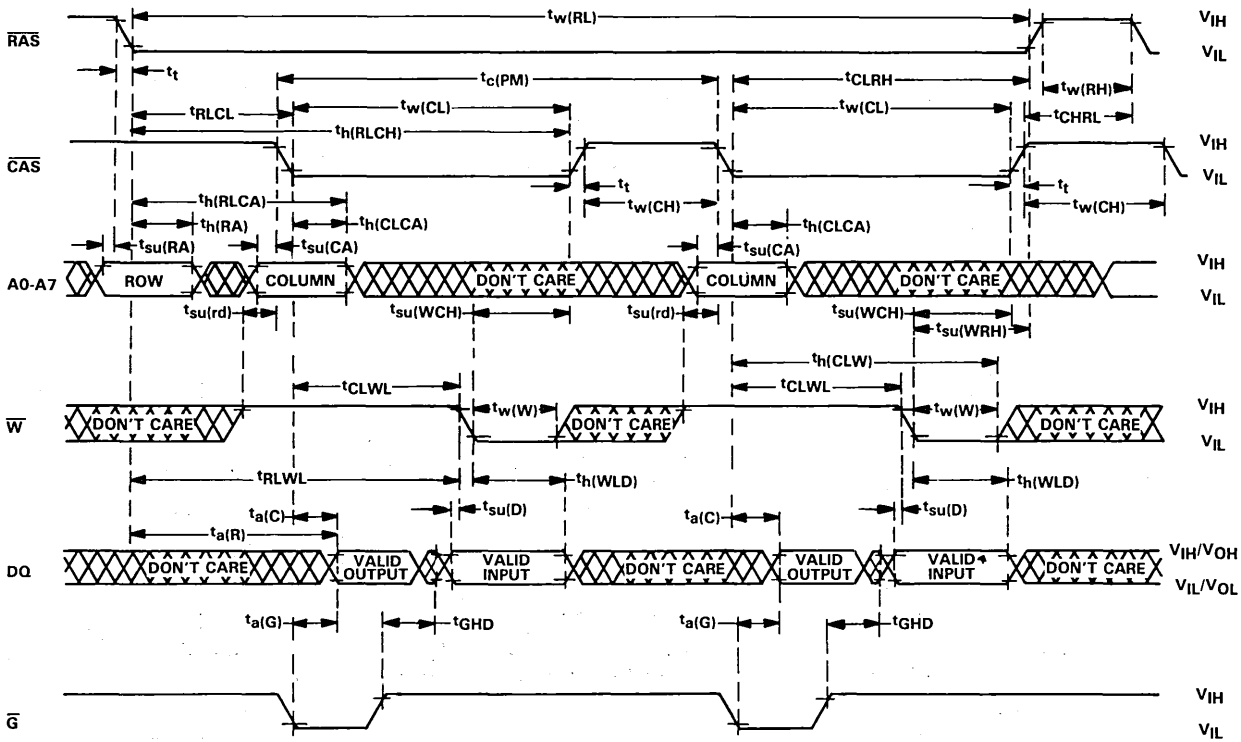 tw(RL)
VIH
RAS
VIL
tt
tc(PM)
tCLRH
tw(RH)
tRLCL
tw(CL)
tw(CL)
tCHRL
th(RLCH)
VIH
CAS
VIL
tt
th(RLCA)
tw(CH)
tw(CH)
th(RA)
th(CLCA)
th(CLCA)
tsu(RA)
tsu(CA)
tsu(CA)
VIH
A0-A7
ROW
COLUMN
DON'T CARE
COLUMN
DON'T CARE
VIL
tsu(rd)
tsu(WCH)
tsu(rd)
tsu(WCH)
tsu(WRH)
th(CLW)
tCLWL
tCLWL
tw(W)
tw(W)
VIH
W
DON'T CARE
DON'T CARE
DON'T CARE
VIL
tRLWL
th(WLD)
th(WLD)
ta(C)
tsu(D)
ta(C)
tsu(D)
ta(R)
VIH/VOH
DQ
DON'T CARE
VALID OUTPUT
VALID INPUT
DON'T CARE
VALID OUTPUT
VALID INPUT
DON'T CARE
VIL/VOL
ta(G)
tGHD
ta(G)
tGHD
VIH
G
VIL